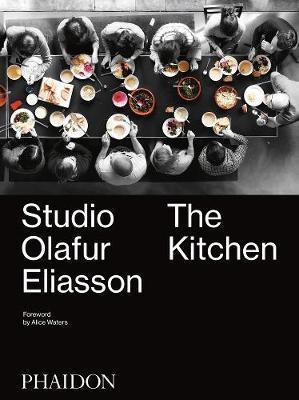 Studio
Olafur
Eliasson
The
Kitchen
Foreword
by Alice Waters
PHAIDON